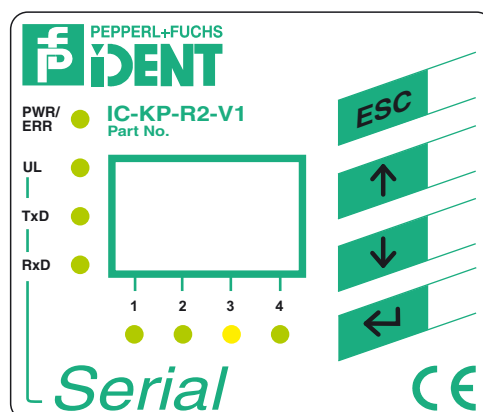 PEPPERL+FUCHS
IDENT
PWR/
ERR
IC-KP-R2-V1
Part No.
ESC
UL
TxD
RxD
1 2 3 4
Serial
CE